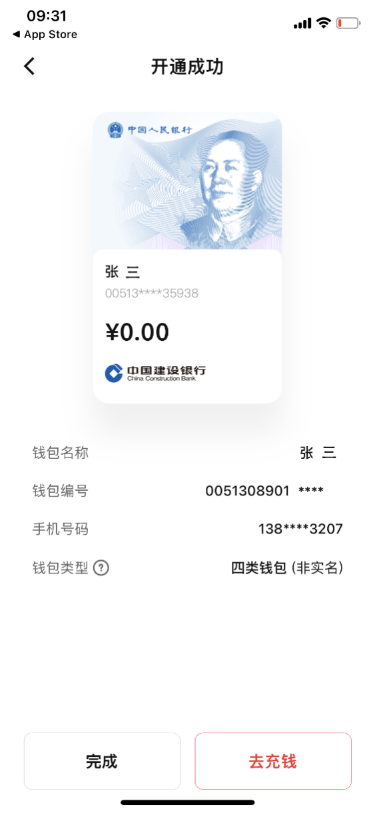 09:31
◀ App Store
开通成功
中国人民银行
张 三
00513****35938
¥0.00
中国建设银行
China Construction Bank
钱包名称 张 三
钱包编号 0051308901 ****
手机号码 138****3207
钱包类型 ? 四类钱包 (非实名)
完成 去充钱